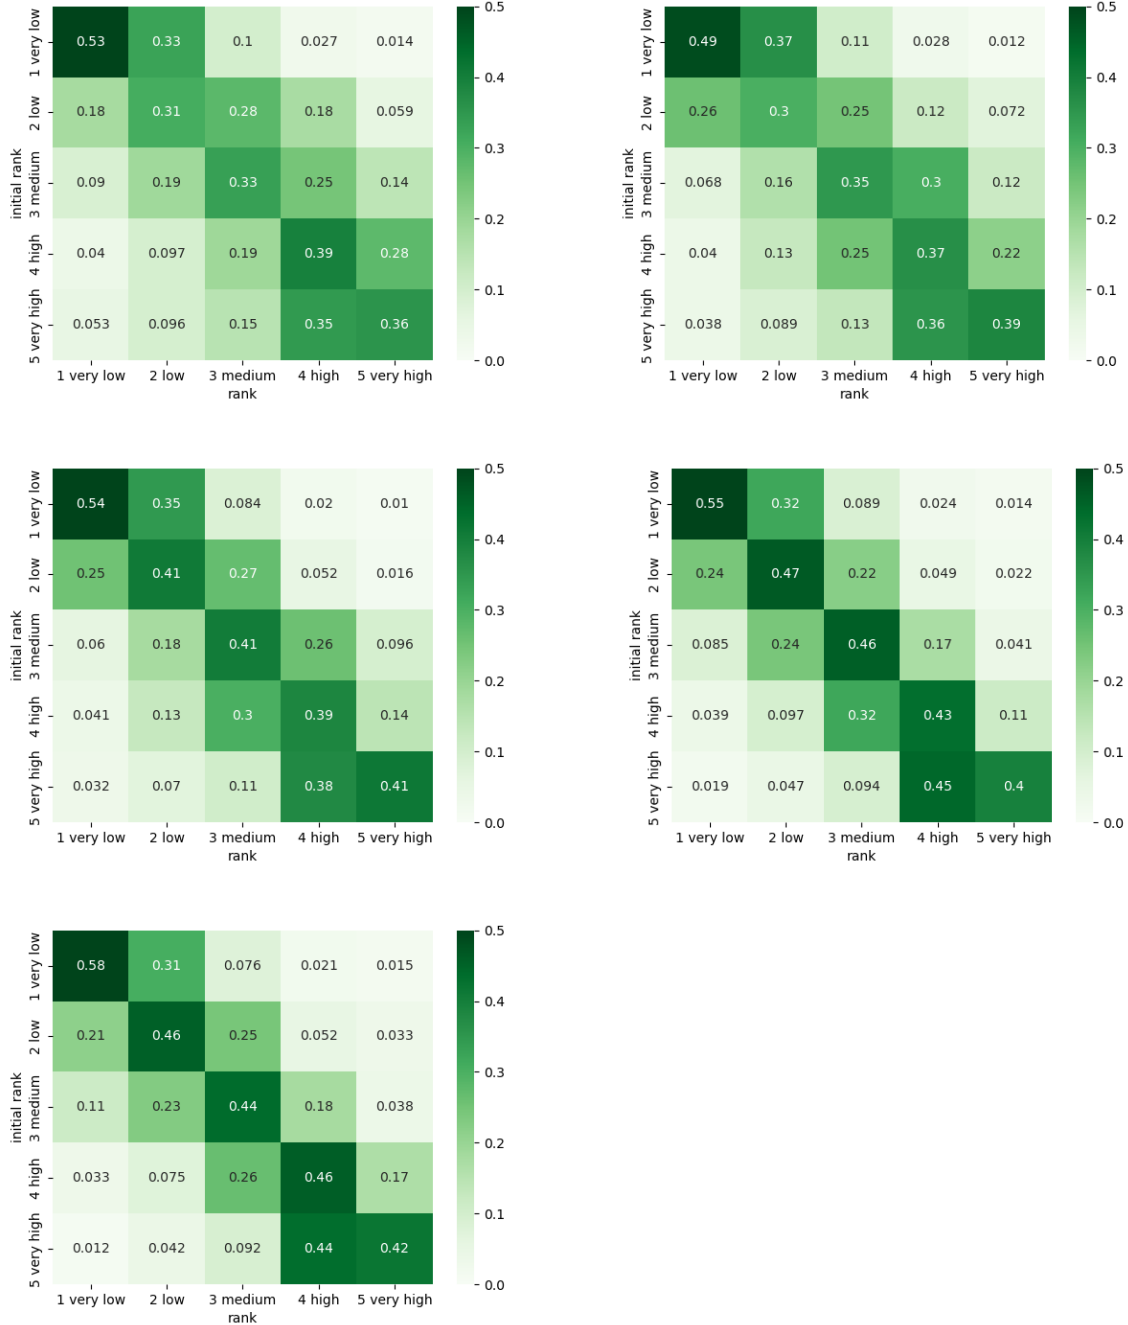 1 very low 0.53 0.33 0.1 0.027 0.014
2 low 0.18 0.31 0.28 0.18 0.059
3 medium 0.09 0.19 0.33 0.25 0.14
4 high 0.04 0.097 0.19 0.39 0.28
5 very high 0.053 0.096 0.15 0.35 0.36
initial rank
1 very low 2 low 3 medium 4 high 5 very high
rank
0.5
0.4
0.3
0.2
0.1
0.0
1 very low 0.49 0.37 0.11 0.028 0.012
2 low 0.26 0.3 0.25 0.12 0.072
3 medium 0.068 0.16 0.35 0.3 0.12
4 high 0.04 0.13 0.25 0.37 0.22
5 very high 0.038 0.089 0.13 0.36 0.39
initial rank
1 very low 2 low 3 medium 4 high 5 very high
rank
0.5
0.4
0.3
0.2
0.1
0.0
1 very low 0.54 0.35 0.084 0.02 0.01
2 low 0.25 0.41 0.27 0.052 0.016
3 medium 0.06 0.18 0.41 0.26 0.096
4 high 0.041 0.13 0.3 0.39 0.14
5 very high 0.032 0.07 0.11 0.38 0.41
initial rank
1 very low 2 low 3 medium 4 high 5 very high
rank
0.5
0.4
0.3
0.2
0.1
0.0
1 very low 0.55 0.32 0.089 0.024 0.014
2 low 0.24 0.47 0.22 0.049 0.022
3 medium 0.085 0.24 0.46 0.17 0.041
4 high 0.039 0.097 0.32 0.43 0.11
5 very high 0.019 0.047 0.094 0.45 0.4
initial rank
1 very low 2 low 3 medium 4 high 5 very high
rank
0.5
0.4
0.3
0.2
0.1
0.0
1 very low 0.58 0.31 0.076 0.021 0.015
2 low 0.21 0.46 0.25 0.052 0.033
3 medium 0.11 0.23 0.44 0.18 0.038
4 high 0.033 0.075 0.26 0.46 0.17
5 very high 0.012 0.042 0.092 0.44 0.42
initial rank
1 very low 2 low 3 medium 4 high 5 very high
rank
0.5
0.4
0.3
0.2
0.1
0.0